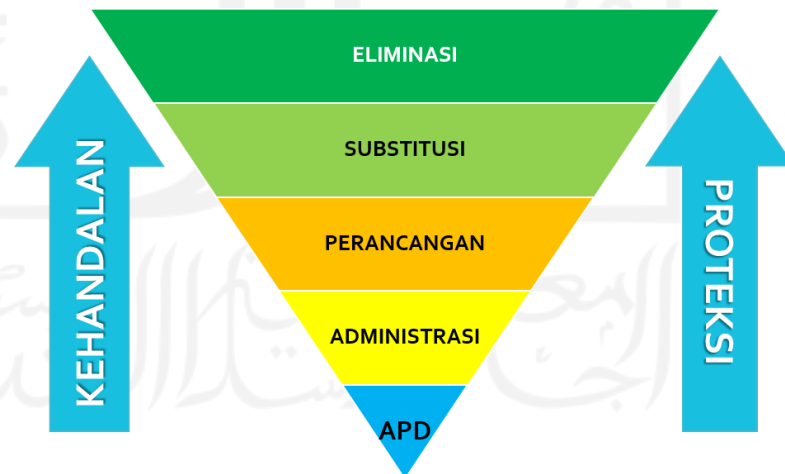 ELIMINASI
SUBSTITUSI
PERANCANGAN
ADMINISTRASI
APD
KEHANDALAN
PROTEKSI